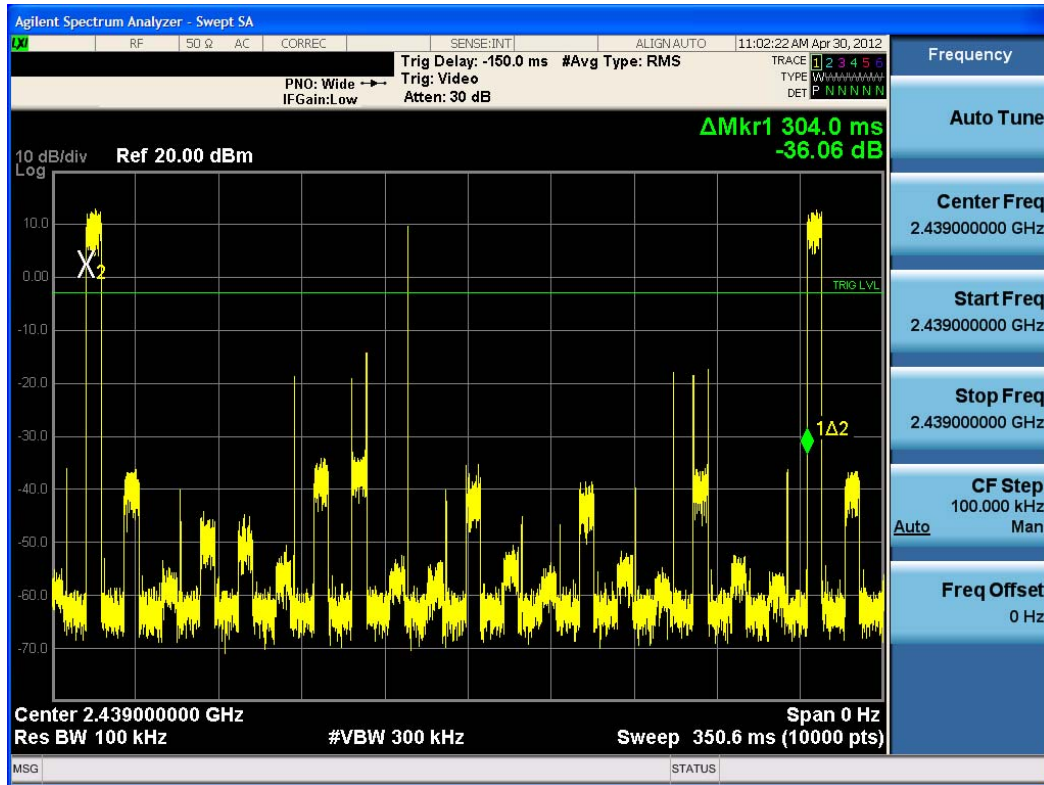 Agilent Spectrum Analyzer - Swept SA
LXI RF 50 Ω AC CORREC SENSE:INT ALIGN AUTO 11:02:22 AM Apr 30, 2012
Frequency
Trig Delay: -150.0 ms #Avg Type: RMS TRACE 1 2 3 4 5 6
PNO: Wide Trig: Video TYPE
IFGain:Low Atten: 30 dB DET P N N N N N
Auto Tune
ΔMkr1 304.0 ms
-36.06 dB
10 dB/div Ref 20.00 dBm
Log
10.0
0.00
-10.0
-20.0
-30.0
-40.0
-50.0
-60.0
-70.0
X2
TRIG LVL
1Δ2
Center Freq
2.439000000 GHz
Start Freq
2.439000000 GHz
Stop Freq
2.439000000 GHz
CF Step
100.000 kHz
Auto Man
Freq Offset
0 Hz
Center 2.439000000 GHz Span 0 Hz
Res BW 100 kHz #VBW 300 kHz Sweep 350.6 ms (10000 pts)
MSG STATUS